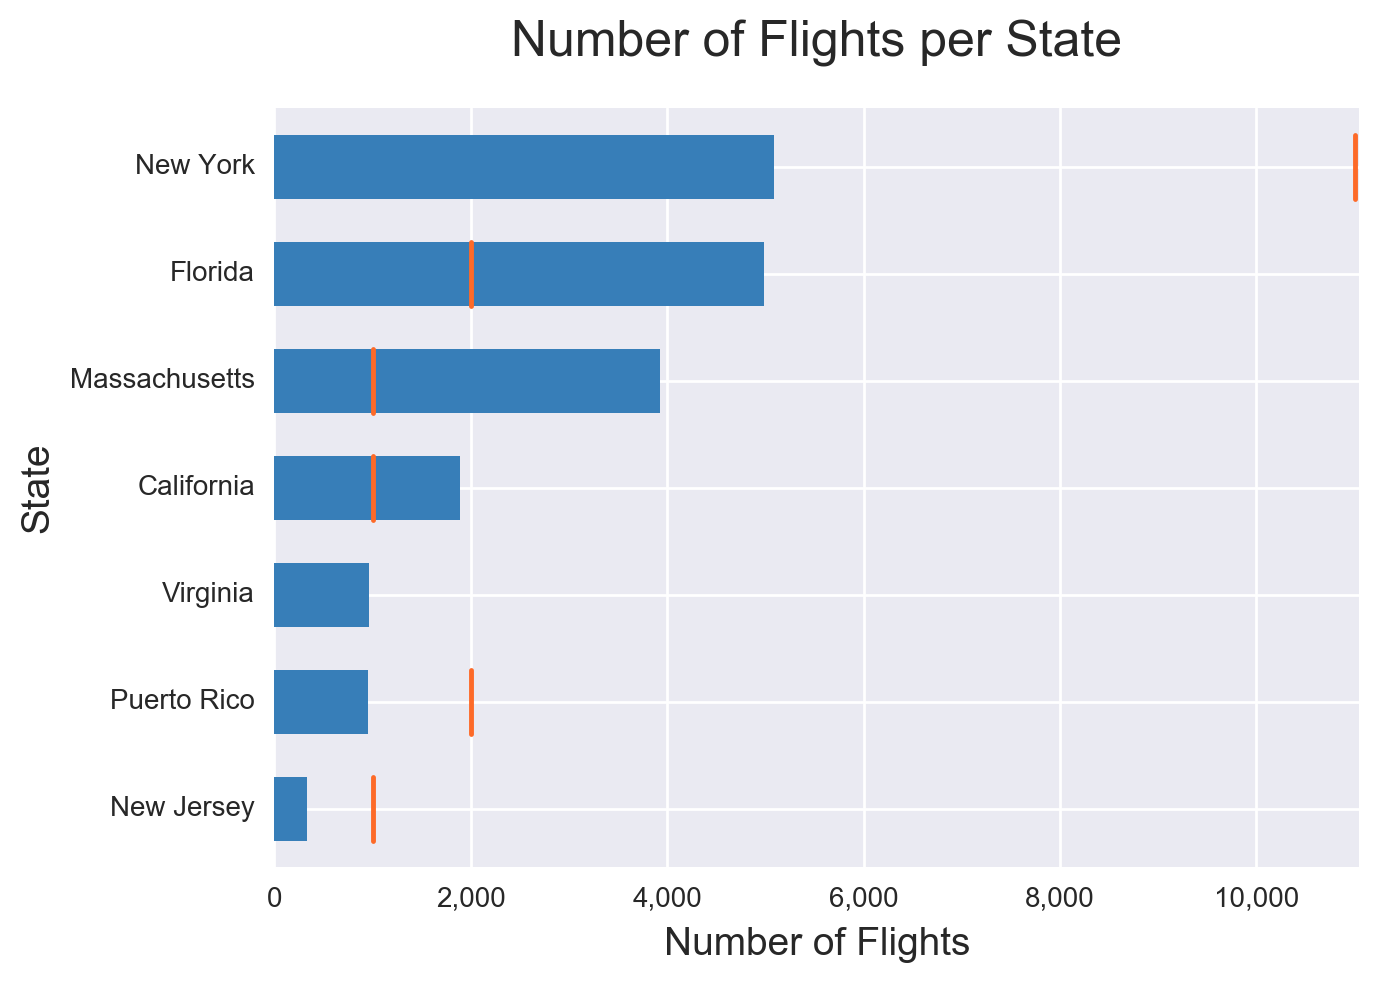 Number of Flights per State
New York
Florida
Massachusetts
California
Virginia
Puerto Rico
New Jersey
State
0 2,000 4,000 6,000 8,000 10,000
Number of Flights